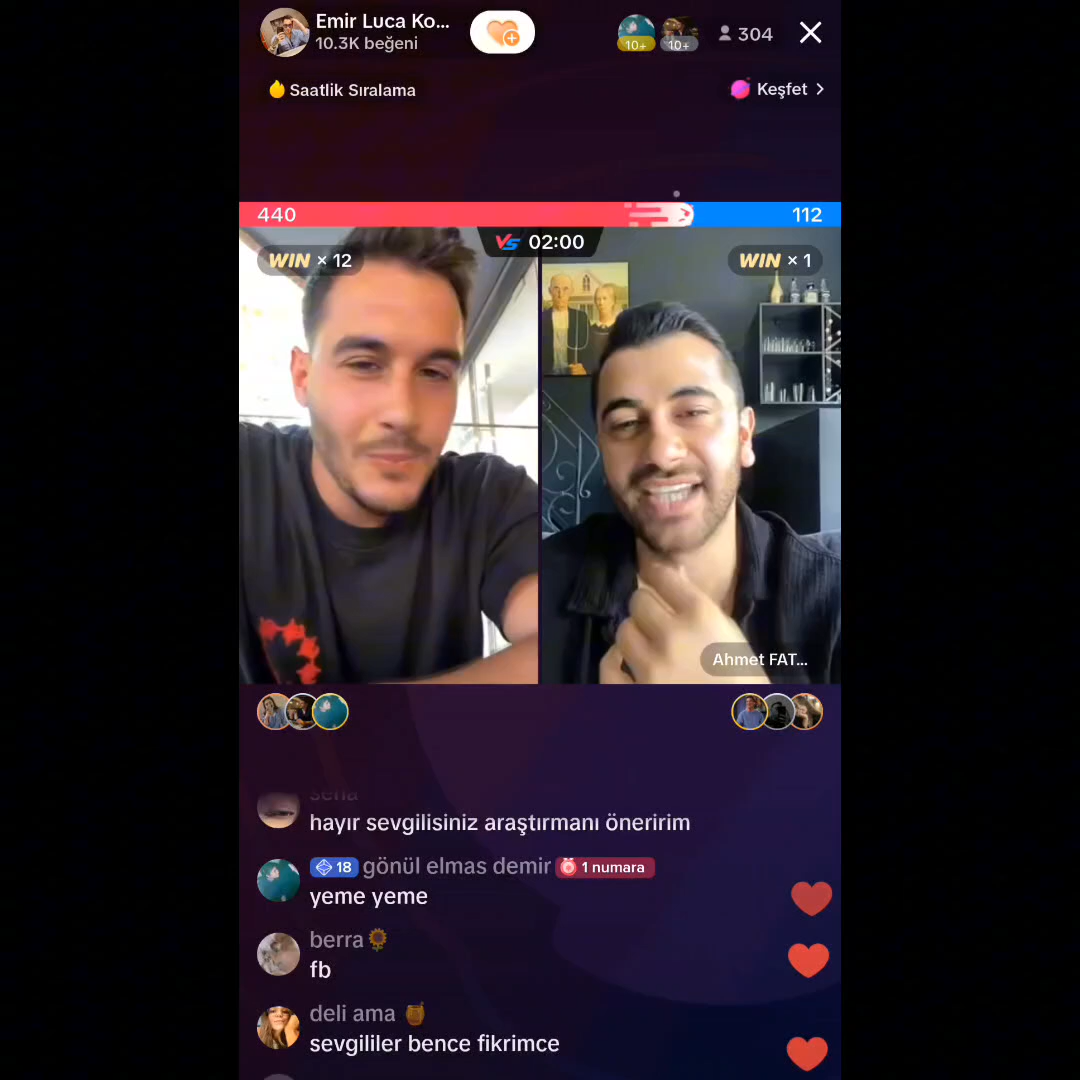 Emir Luca Ko...
10.3K beğeni
10+
10+
304
Saatlik Sıralama
Keşfet
440
112
VS 02:00
WIN × 12
WIN × 1
Ahmet FAT...
sena
hayır sevgilisiniz araştırmanı öneririm
18 gönül elmas demir 1 numara
yeme yeme
berra
fb
deli ama
sevgililer bence fikrimce